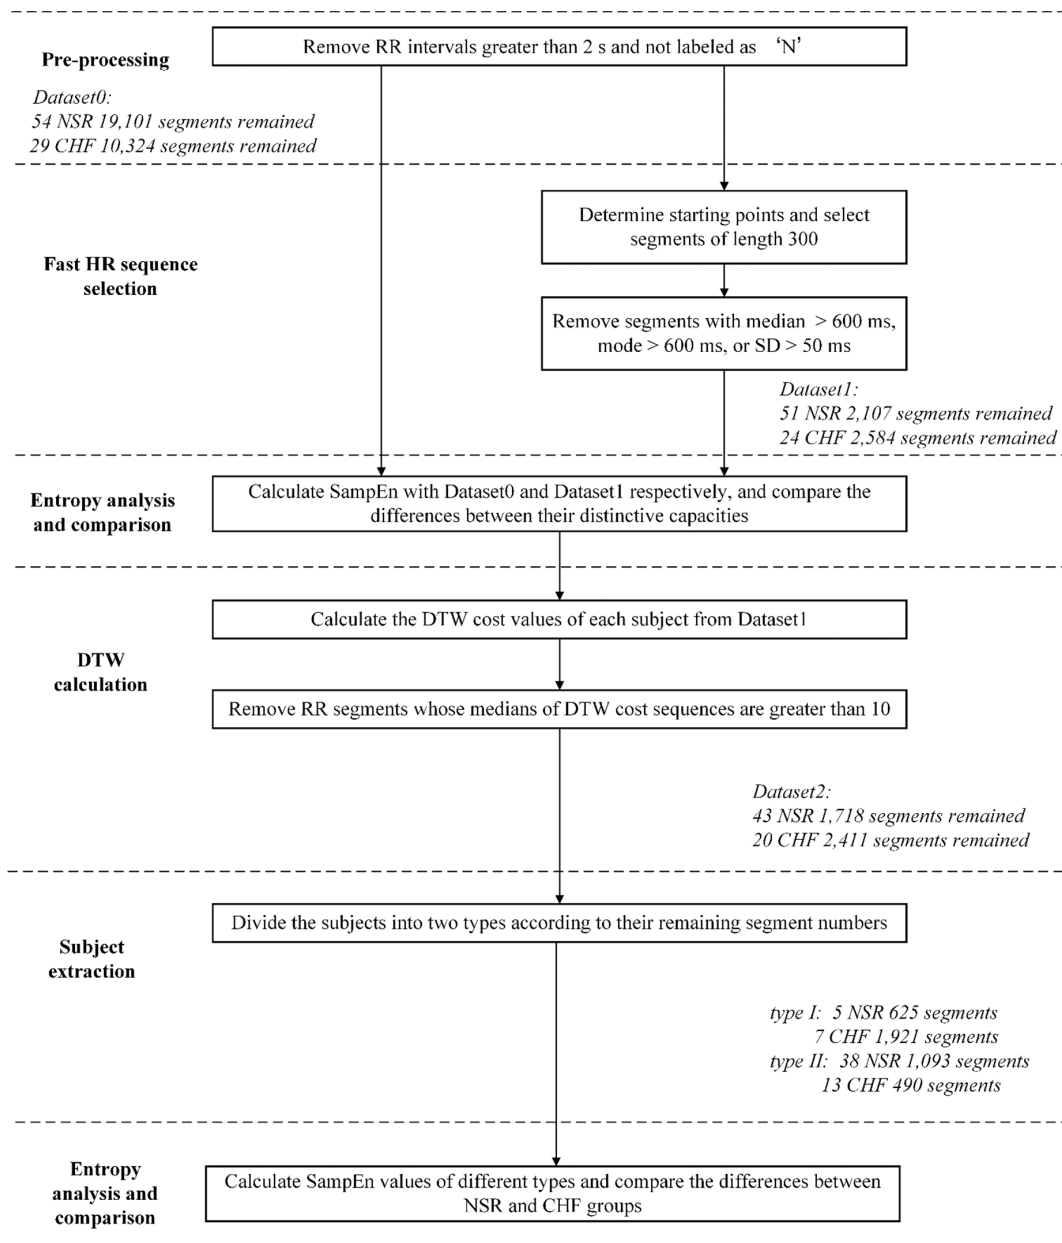 Remove RR intervals greater than 2 s and not labeled as ‘N’
Pre-processing
Dataset0:
54 NSR 19,101 segments remained
29 CHF 10,324 segments remained
Determine starting points and select
segments of length 300
Fast HR sequence
selection
Remove segments with median > 600 ms,
mode > 600 ms, or SD > 50 ms
Dataset1:
51 NSR 2,107 segments remained
24 CHF 2,584 segments remained
Entropy analysis
and comparison
Calculate SampEn with Dataset0 and Dataset1 respectively, and compare the
differences between their distinctive capacities
Calculate the DTW cost values of each subject from Dataset1
DTW
calculation
Remove RR segments whose medians of DTW cost sequences are greater than 10
Dataset2:
43 NSR 1,718 segments remained
20 CHF 2,411 segments remained
Divide the subjects into two types according to their remaining segment numbers
Subject
extraction
type I: 5 NSR 625 segments
7 CHF 1,921 segments
type II: 38 NSR 1,093 segments
13 CHF 490 segments
Entropy
analysis and
comparison
Calculate SampEn values of different types and compare the differences between
NSR and CHF groups